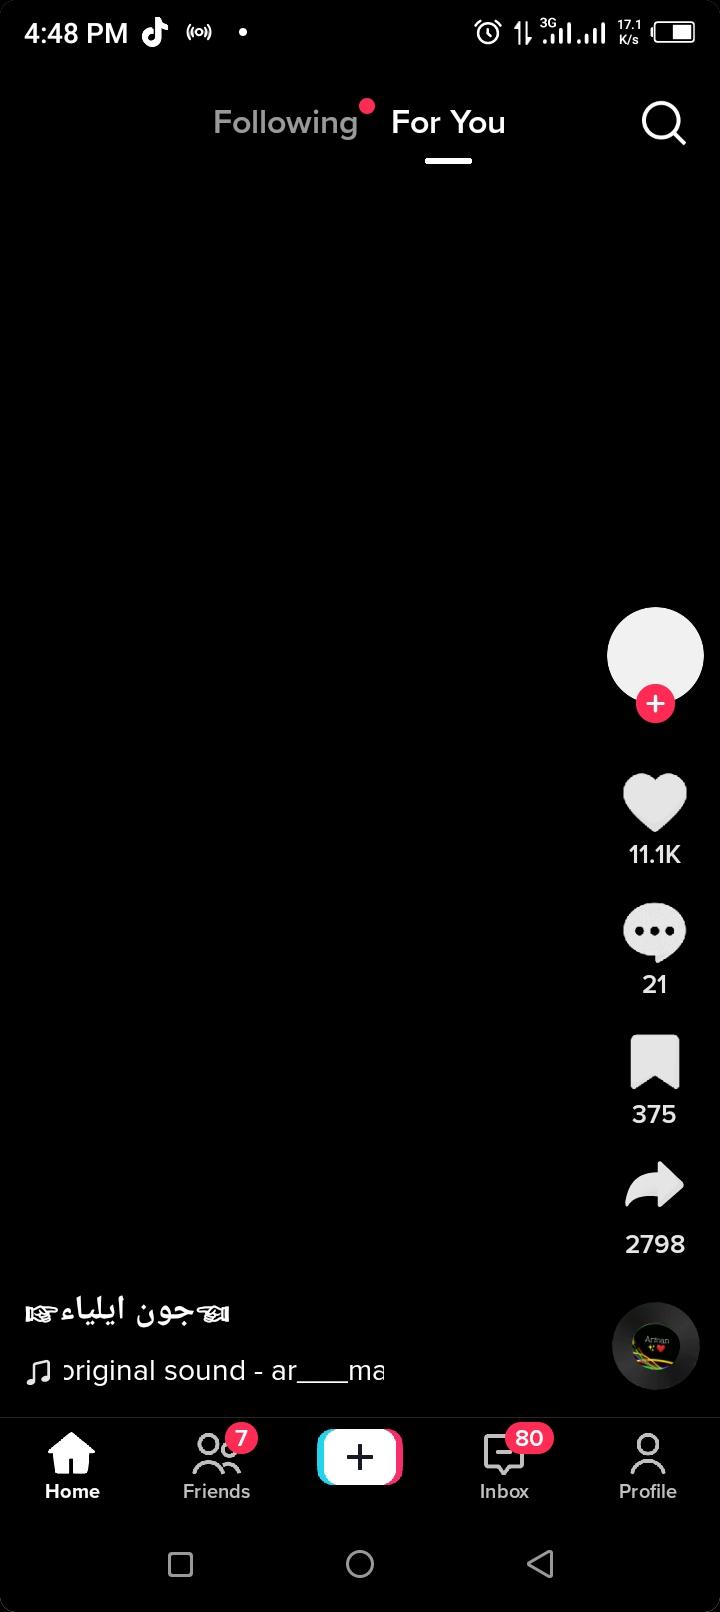 4:48 PM
3G
17.1
K/s
Following
For You
11.1K
21
375
2798
☞جون ايلياء☜
original sound - ar___ma
Arman
7
80
Home
Friends
Inbox
Profile